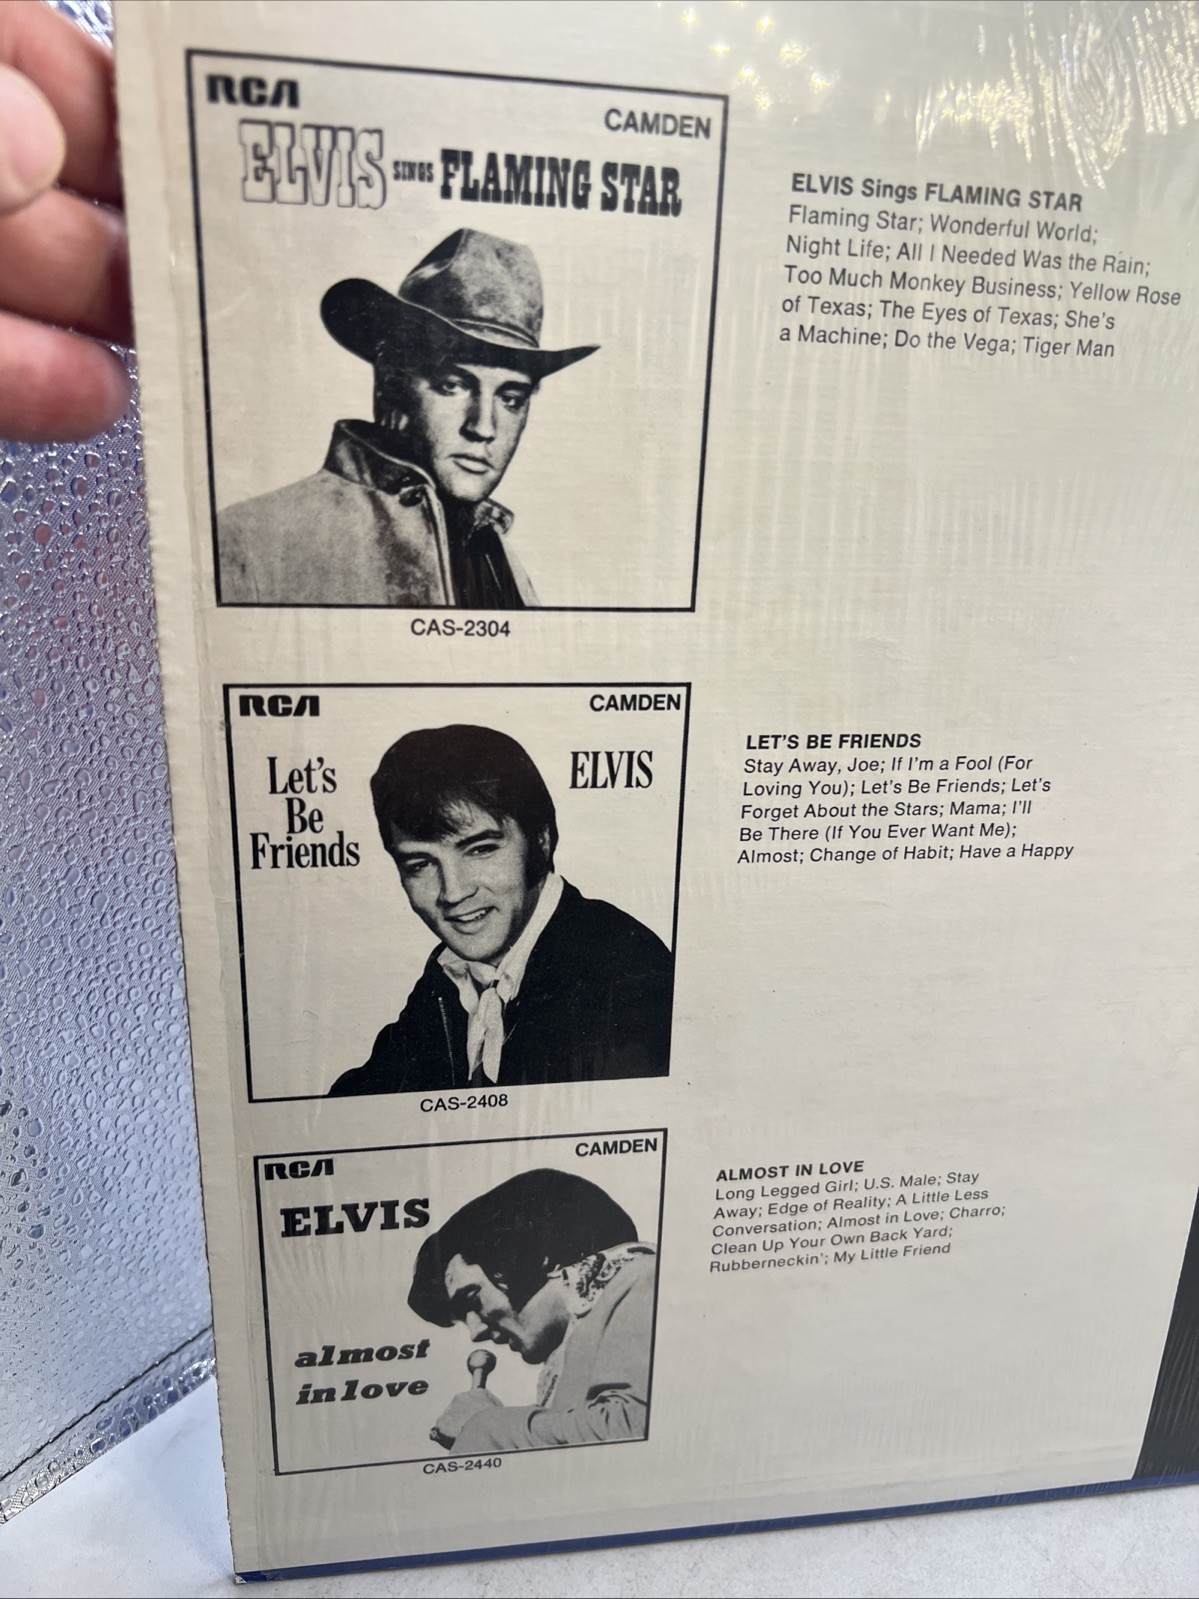 RCA
CAMDEN
ELVIS SINGS FLAMING STAR
CAS-2304
ELVIS Sings FLAMING STAR
Flaming Star; Wonderful World;
Night Life; All I Needed Was the Rain;
Too Much Monkey Business; Yellow Rose
of Texas; The Eyes of Texas; She's
a Machine; Do the Vega; Tiger Man
RCA
CAMDEN
Let's
Be
Friends
ELVIS
CAS-2408
LET'S BE FRIENDS
Stay Away, Joe; If I'm a Fool (For
Loving You); Let's Be Friends; Let's
Forget About the Stars; Mama; I'll
Be There (If You Ever Want Me);
Almost; Change of Habit; Have a Happy
RCA
CAMDEN
ELVIS
almost
in love
CAS-2440
ALMOST IN LOVE
Long Legged Girl; U.S. Male; Stay
Away; Edge of Reality; A Little Less
Conversation; Almost in Love; Charro;
Clean Up Your Own Back Yard;
Rubberneckin'; My Little Friend